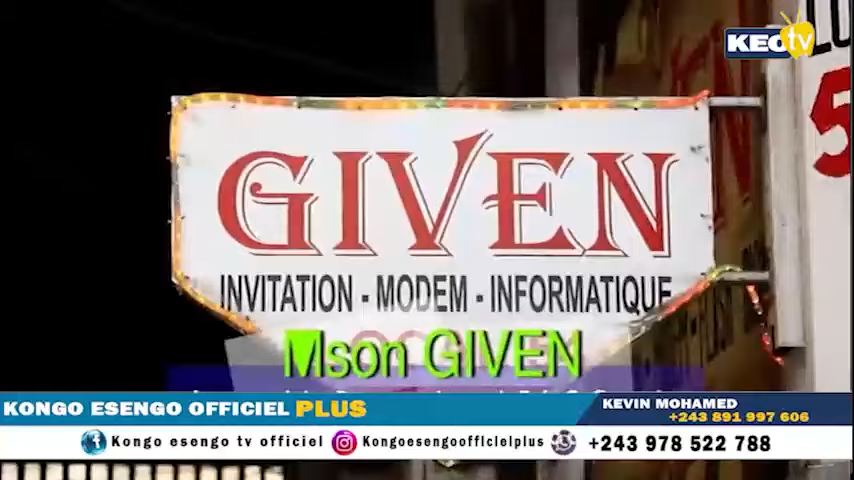 KEOtv
5
GIVEN
INVITATION - MODEM - INFORMATIQUE
Mson GIVEN
KONGO ESENGO OFFICIEL PLUS
KEVIN MOHAMED
+243 891 997 606
Kongo esengo tv officiel
Kongoesengoofficielplus
+243 978 522 788